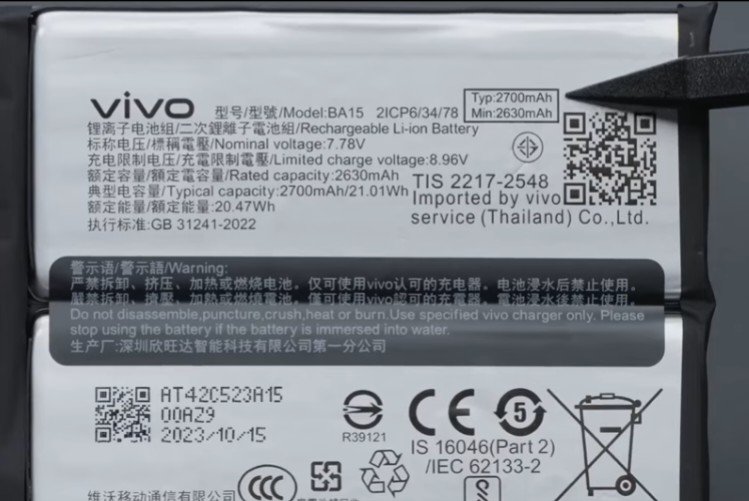 vivo 型号/型號/Model:BA15 2ICP6/34/78
Typ:2700mAh
Min:2630mAh
锂离子电池组/二次鋰離子電池組/Rechargeable Li-ion Battery
标称电压/標稱電壓/Nominal voltage:7.78V
充电限制电压/充電限制電壓/Limited charge voltage:8.96V
额定容量/額定電容量/Rated capacity:2630mAh
典型电容量/Typical capacity:2700mAh/21.01Wh
额定能量/額定能量:20.47Wh
执行标准:GB 31241-2022
TIS 2217-2548
Imported by vivo
service (Thailand) Co.,Ltd.
警示语/警示語/Warning:
严禁拆卸、挤压、加热或燃烧电池。仅可使用vivo认可的充电器。电池浸水后禁止使用。
嚴禁拆卸、擠壓、加熱或燃燒電池。僅可使用vivo認可的充電器。電池浸水後禁止使用。
Do not disassemble,puncture,crush,heat or burn.Use specified vivo charger only. Please
stop using the battery if the battery is immersed into water.
生产厂:深圳欣旺达智能科技有限公司第一分公司
AT42C523A15
00AZ9
2023/10/15
R39121
CE
5
IS 16046(Part 2)
/IEC 62133-2
CCC
维沃移动通信有限公司